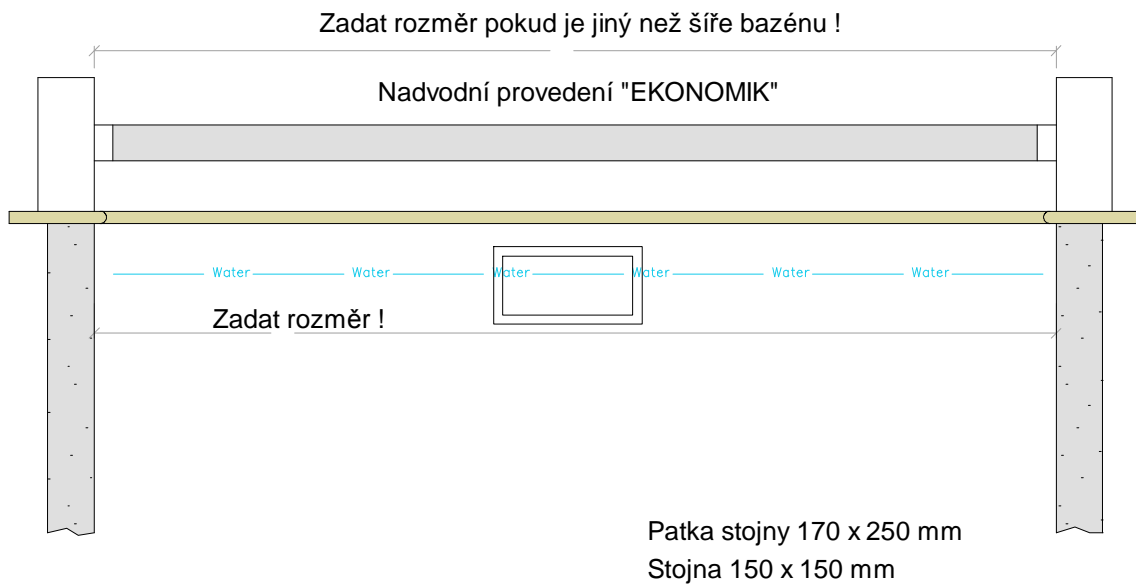 Zadat rozměr pokud je jiný než šíře bazénu !
Nadvodní provedení "EKONOMIK"
Water Water Water Water Water Water
Zadat rozměr !
Patka stojny 170 x 250 mm
Stojna 150 x 150 mm